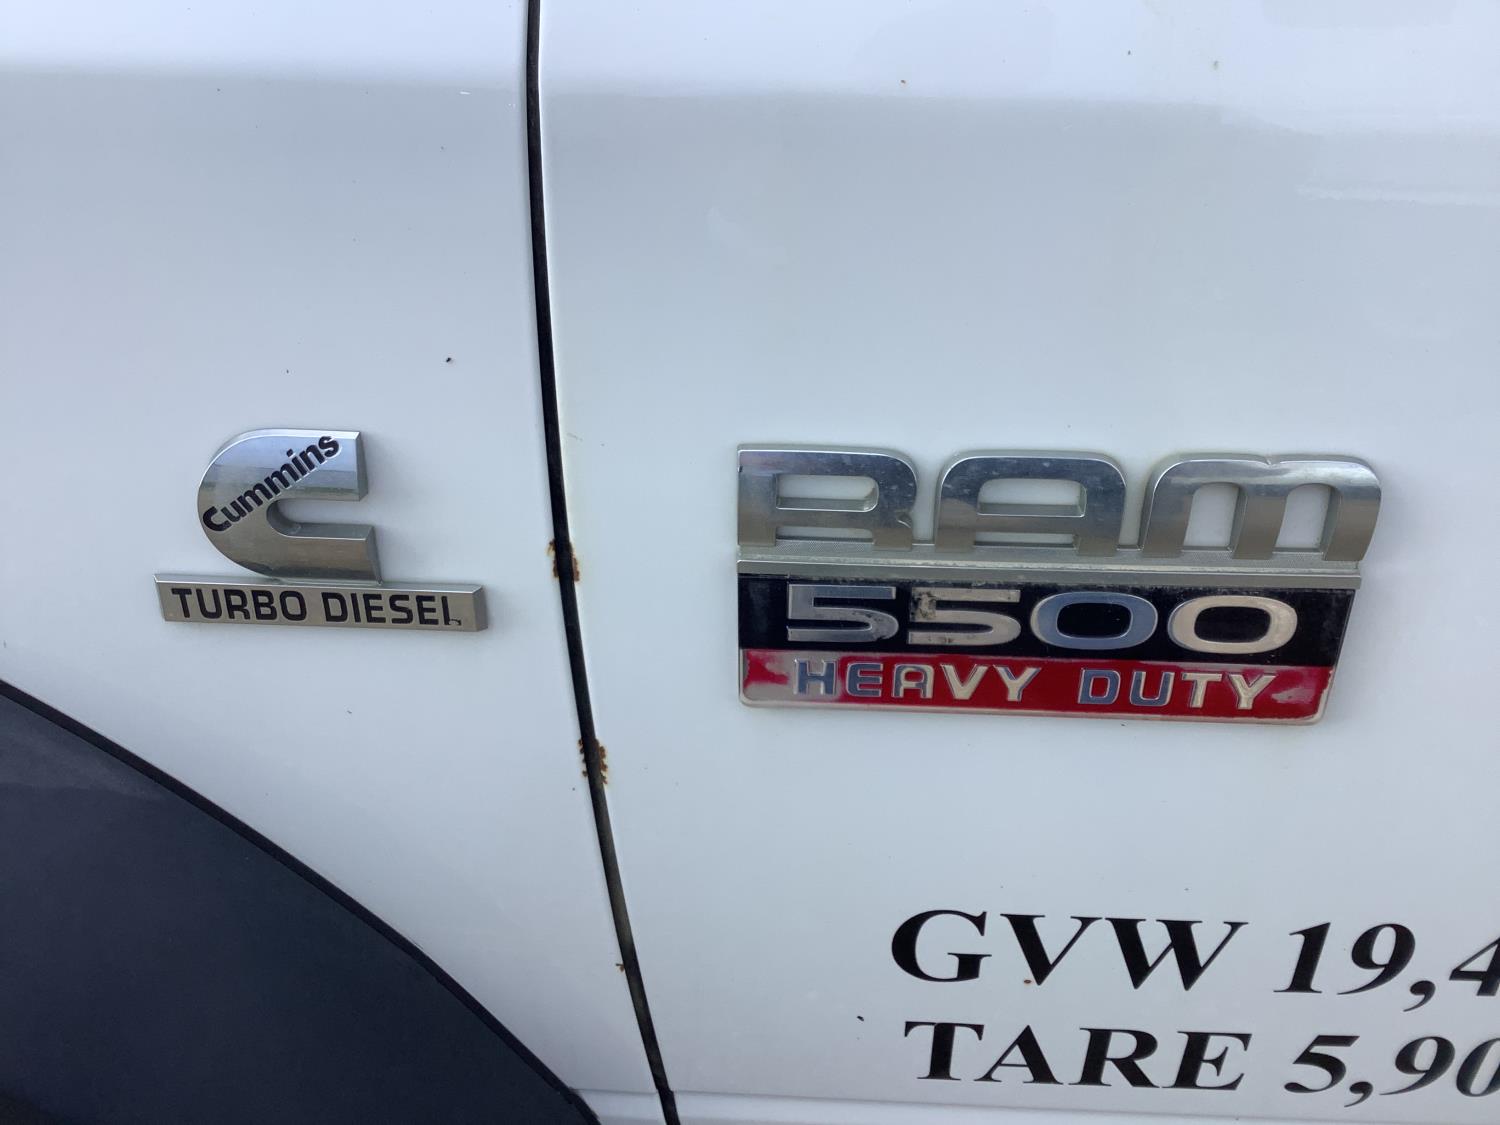 Cummins
TURBO DIESEL
RAM
5500
HEAVY DUTY
GVW 19,4
TARE 5,90